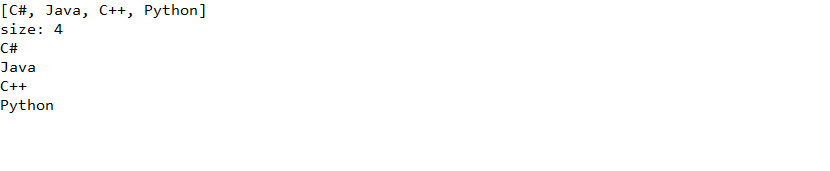 [C#, Java, C++, Python]
size: 4
C#
Java
C++
Python